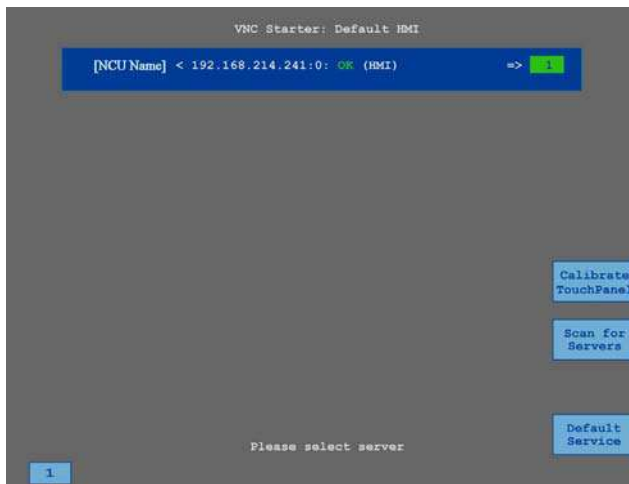 VNC Starter: Default HMI
[NCU Name] < 192.168.214.241:0: OK (HMI) => 1
Calibrate
TouchPanel
Scan for
Servers
Default
Service
Please select server
1